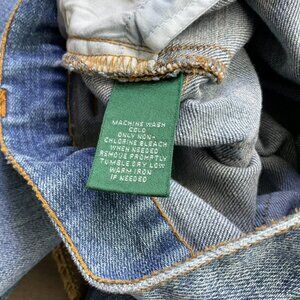 MACHINE WASH
COLD
ONLY NON-
CHLORINE BLEACH
WHEN NEEDED
REMOVE PROMPTLY
TUMBLE DRY LOW
WARM IRON
IF NEEDED